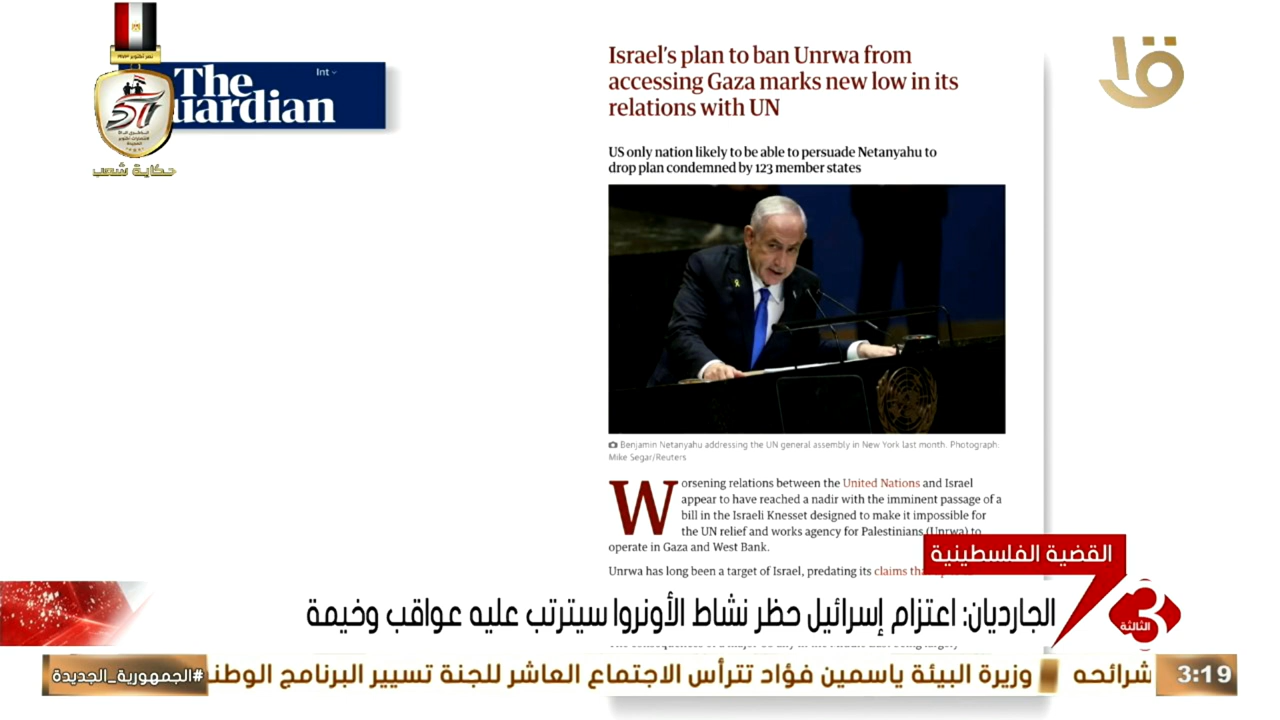 نصر أكتوبر ١٩٧٣
حكاية شعب
The
uardian
Int
Israel's plan to ban Unrwa from
accessing Gaza marks new low in its
relations with UN
US only nation likely to be able to persuade Netanyahu to
drop plan condemned by 123 member states
Benjamin Netanyahu addressing the UN general assembly in New York last month. Photograph:
Mike Segar/Reuters
Worsening relations between the United Nations and Israel
appear to have reached a nadir with the imminent passage of a
bill in the Israeli Knesset designed to make it impossible for
the UN relief and works agency for Palestinians (Unrwa) to
operate in Gaza and West Bank.
Unrwa has long been a target of Israel, predating its claims
القضية الفلسطينية
الجارديان: اعتزام إسرائيل حظر نشاط الأونروا سيترتب عليه عواقب وخيمة
3
الثالثة
شرائحه
وزيرة البيئة ياسمين فؤاد تترأس الاجتماع العاشر للجنة تسيير البرنامج الوطن
#الجمهورية_الجديدة
3:19